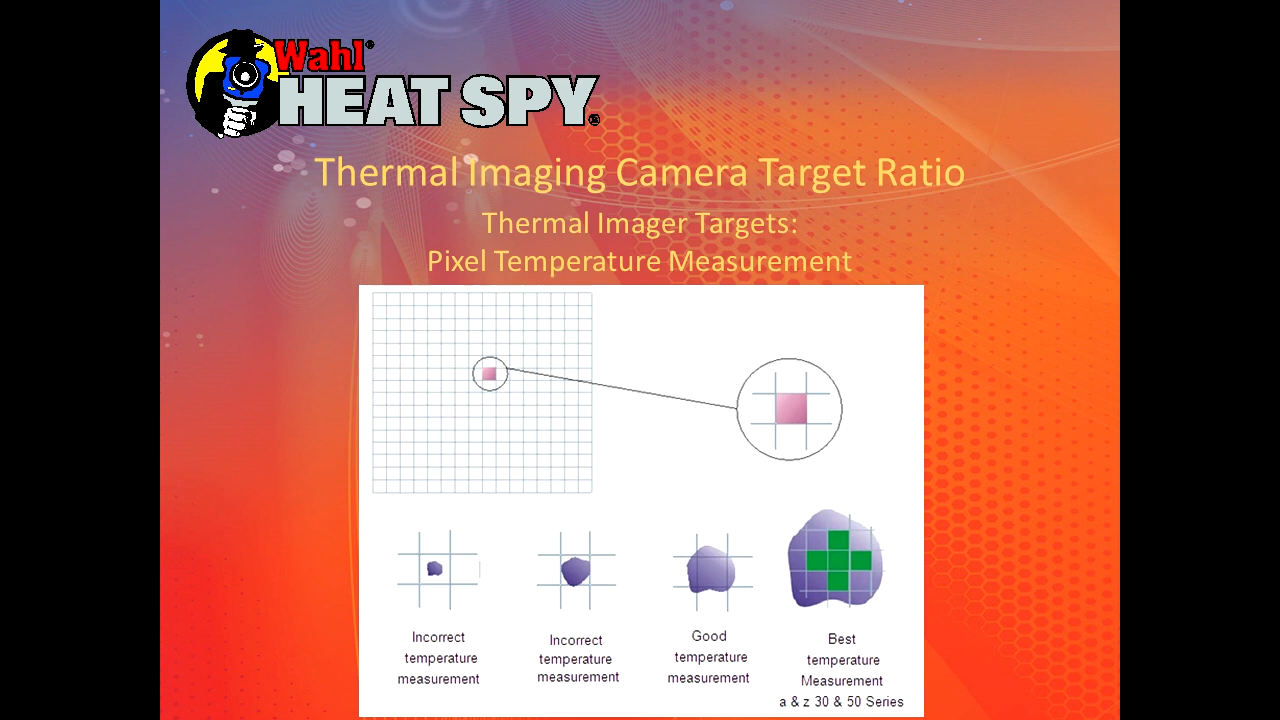 Wahl®
HEAT SPY®
Thermal Imaging Camera Target Ratio
Thermal Imager Targets:
Pixel Temperature Measurement
Incorrect
temperature
measurement
Incorrect
temperature
measurement
Good
temperature
measurement
Best
temperature
Measurement
a & z 30 & 50 Series